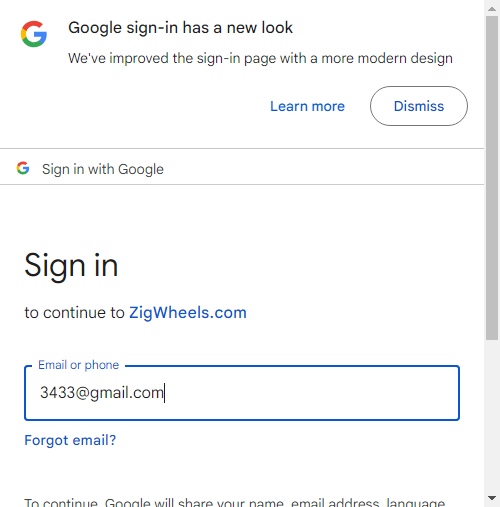 Google sign-in has a new look
We've improved the sign-in page with a more modern design
Learn more
Dismiss
Sign in with Google
Sign in
to continue to ZigWheels.com
Email or phone
3433@gmail.com
Forgot email?
To continue, Google will share your name, email address, language